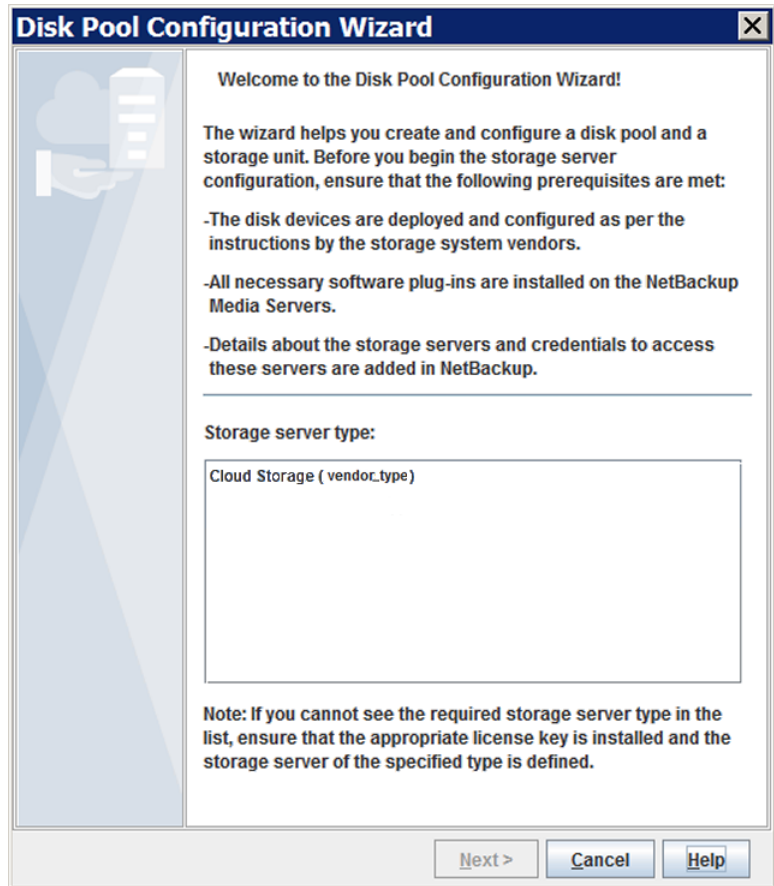 Disk Pool Configuration Wizard
Welcome to the Disk Pool Configuration Wizard!
The wizard helps you create and configure a disk pool and a
storage unit. Before you begin the storage server
configuration, ensure that the following prerequisites are met:
-The disk devices are deployed and configured as per the
instructions by the storage system vendors.
-All necessary software plug-ins are installed on the NetBackup
Media Servers.
-Details about the storage servers and credentials to access
these servers are added in NetBackup.
Storage server type:
Cloud Storage ( vendor_type)
Note: If you cannot see the required storage server type in the
list, ensure that the appropriate license key is installed and the
storage server of the specified type is defined.
Next >
Cancel
Help